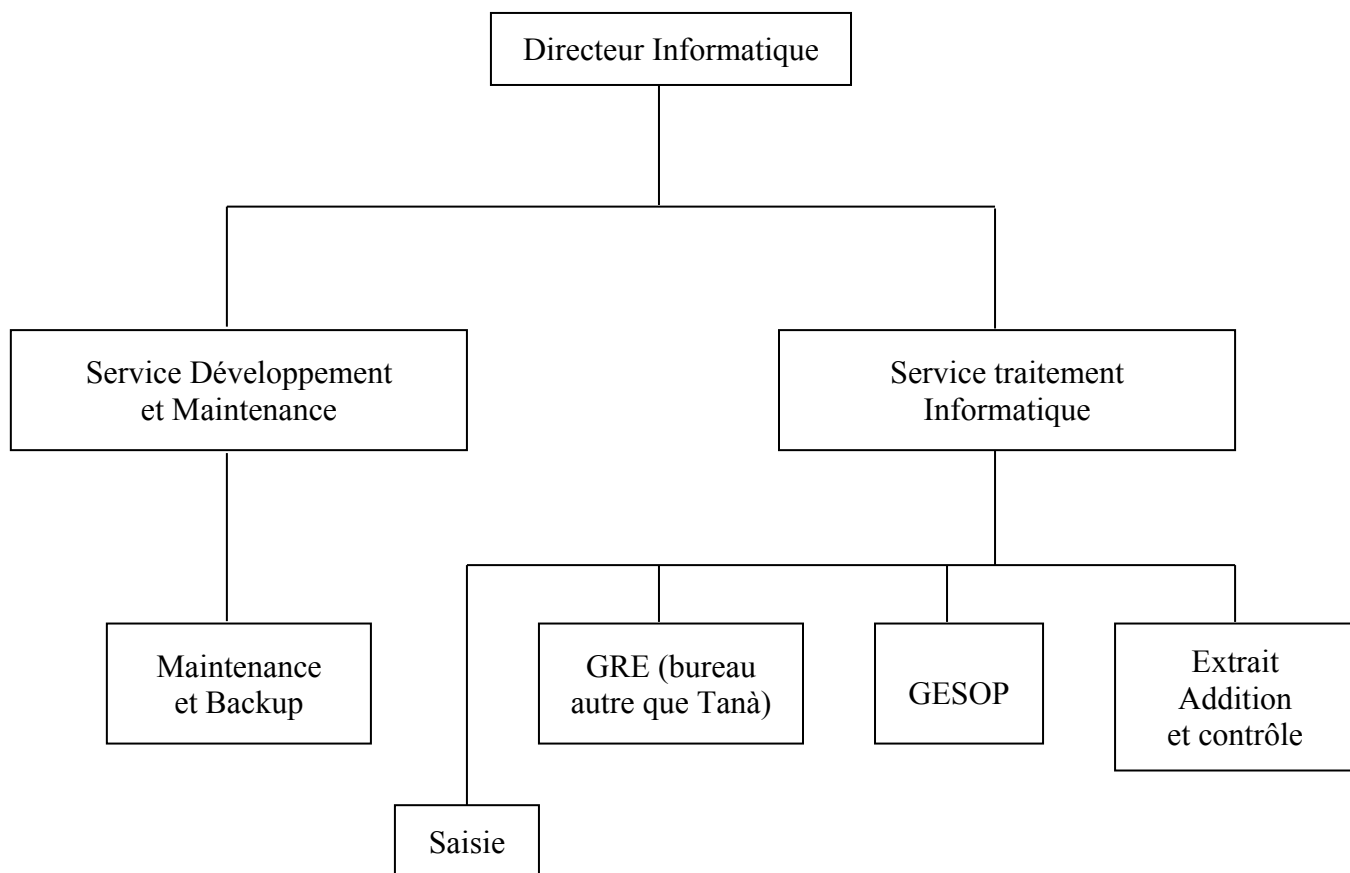 Directeur Informatique
Service Développement
et Maintenance
Service traitement
Informatique
Maintenance
et Backup
GRE (bureau
autre que Tanà)
GESOP
Extrait
Addition
et contrôle
Saisie